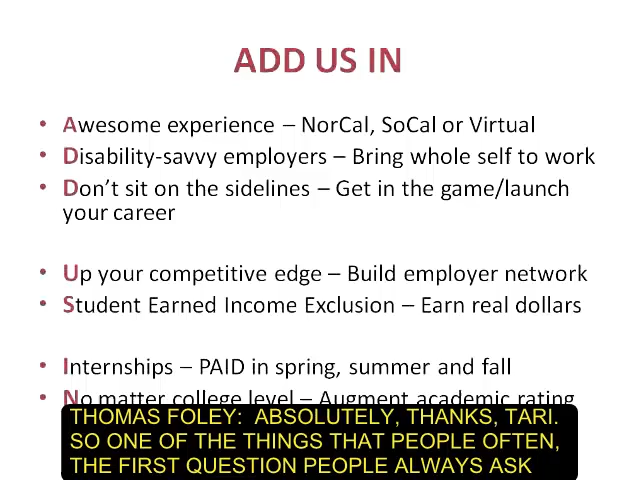 ADD US IN
• Awesome experience – NorCal, SoCal or Virtual
• Disability-savvy employers – Bring whole self to work
• Don't sit on the sidelines – Get in the game/launch
your career
• Up your competitive edge – Build employer network
• Student Earned Income Exclusion – Earn real dollars
• Internships – PAID in spring, summer and fall
• No matter college level – Augment academic rating
THOMAS FOLEY: ABSOLUTELY, THANKS, TARI.
SO ONE OF THE THINGS THAT PEOPLE OFTEN,
THE FIRST QUESTION PEOPLE ALWAYS ASK